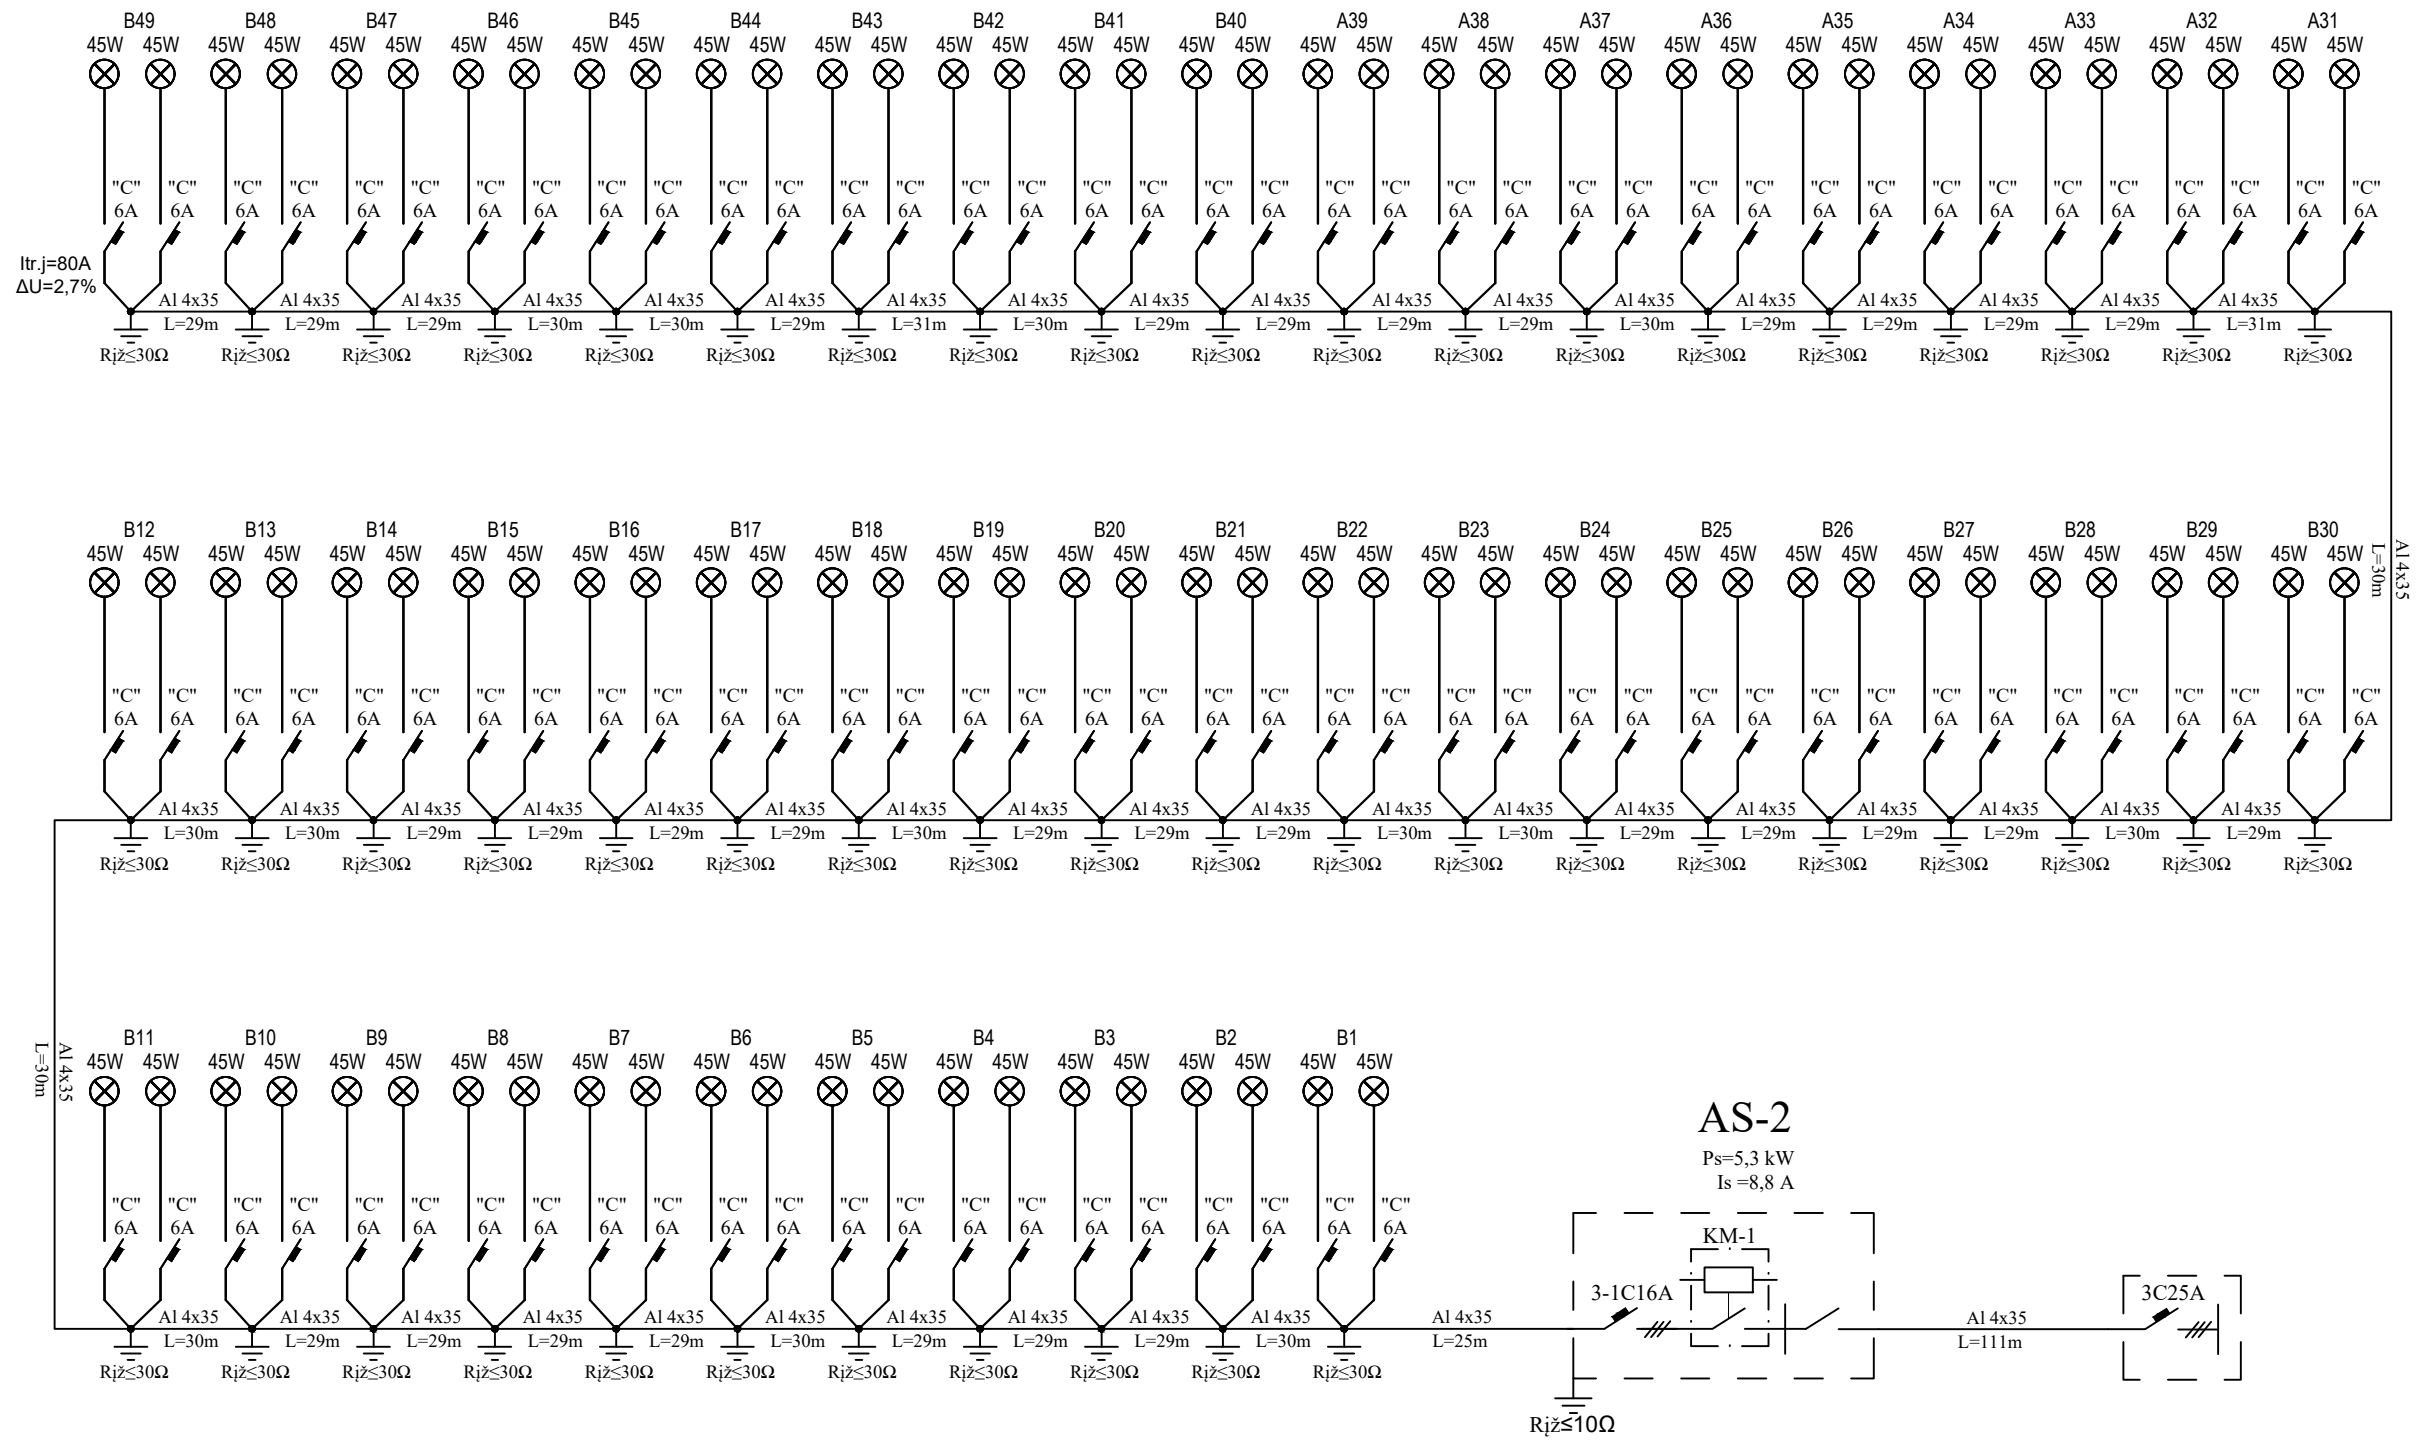 B49 B48 B47 B46 B45 B44 B43 B42 B41 B40 A39 A38 A37 A36 A35 A34 A33 A32 A31
45W 45W 45W 45W 45W 45W 45W 45W 45W 45W 45W 45W 45W 45W 45W 45W 45W 45W 45W 45W 45W 45W 45W 45W 45W 45W 45W 45W 45W 45W 45W 45W 45W 45W 45W 45W 45W 45W
"C" "C" "C" "C" "C" "C" "C" "C" "C" "C" "C" "C" "C" "C" "C" "C" "C" "C" "C" "C" "C" "C" "C" "C" "C" "C" "C" "C" "C" "C" "C" "C" "C" "C" "C" "C" "C" "C"
6A 6A 6A 6A 6A 6A 6A 6A 6A 6A 6A 6A 6A 6A 6A 6A 6A 6A 6A 6A 6A 6A 6A 6A 6A 6A 6A 6A 6A 6A 6A 6A 6A 6A 6A 6A 6A 6A
Itr.j=80A
ΔU=2,7%
Al 4x35 Al 4x35 Al 4x35 Al 4x35 Al 4x35 Al 4x35 Al 4x35 Al 4x35 Al 4x35 Al 4x35 Al 4x35 Al 4x35 Al 4x35 Al 4x35 Al 4x35 Al 4x35 Al 4x35 Al 4x35
L=29m L=29m L=29m L=30m L=30m L=29m L=31m L=30m L=29m L=29m L=29m L=29m L=30m L=29m L=29m L=29m L=29m L=31m
Rįž≤30Ω Rįž≤30Ω Rįž≤30Ω Rįž≤30Ω Rįž≤30Ω Rįž≤30Ω Rįž≤30Ω Rįž≤30Ω Rįž≤30Ω Rįž≤30Ω Rįž≤30Ω Rįž≤30Ω Rįž≤30Ω Rįž≤30Ω Rįž≤30Ω Rįž≤30Ω Rįž≤30Ω Rįž≤30Ω Rįž≤30Ω
Al 4x35
L=30m
B12 B13 B14 B15 B16 B17 B18 B19 B20 B21 B22 B23 B24 B25 B26 B27 B28 B29 B30
45W 45W 45W 45W 45W 45W 45W 45W 45W 45W 45W 45W 45W 45W 45W 45W 45W 45W 45W 45W 45W 45W 45W 45W 45W 45W 45W 45W 45W 45W 45W 45W 45W 45W 45W 45W 45W 45W
"C" "C" "C" "C" "C" "C" "C" "C" "C" "C" "C" "C" "C" "C" "C" "C" "C" "C" "C" "C" "C" "C" "C" "C" "C" "C" "C" "C" "C" "C" "C" "C" "C" "C" "C" "C" "C" "C"
6A 6A 6A 6A 6A 6A 6A 6A 6A 6A 6A 6A 6A 6A 6A 6A 6A 6A 6A 6A 6A 6A 6A 6A 6A 6A 6A 6A 6A 6A 6A 6A 6A 6A 6A 6A 6A 6A
Al 4x35 Al 4x35 Al 4x35 Al 4x35 Al 4x35 Al 4x35 Al 4x35 Al 4x35 Al 4x35 Al 4x35 Al 4x35 Al 4x35 Al 4x35 Al 4x35 Al 4x35 Al 4x35 Al 4x35 Al 4x35
L=30m L=30m L=29m L=29m L=29m L=29m L=30m L=29m L=29m L=29m L=30m L=30m L=29m L=29m L=29m L=29m L=30m L=29m
Rįž≤30Ω Rįž≤30Ω Rįž≤30Ω Rįž≤30Ω Rįž≤30Ω Rįž≤30Ω Rįž≤30Ω Rįž≤30Ω Rįž≤30Ω Rįž≤30Ω Rįž≤30Ω Rįž≤30Ω Rįž≤30Ω Rįž≤30Ω Rįž≤30Ω Rįž≤30Ω Rįž≤30Ω Rįž≤30Ω Rįž≤30Ω
Al 4x35
L=30m
B11 B10 B9 B8 B7 B6 B5 B4 B3 B2 B1
45W 45W 45W 45W 45W 45W 45W 45W 45W 45W 45W 45W 45W 45W 45W 45W 45W 45W 45W 45W 45W 45W
"C" "C" "C" "C" "C" "C" "C" "C" "C" "C" "C" "C" "C" "C" "C" "C" "C" "C" "C" "C" "C" "C"
6A 6A 6A 6A 6A 6A 6A 6A 6A 6A 6A 6A 6A 6A 6A 6A 6A 6A 6A 6A 6A 6A
Al 4x35 Al 4x35 Al 4x35 Al 4x35 Al 4x35 Al 4x35 Al 4x35 Al 4x35 Al 4x35 Al 4x35 Al 4x35
L=30m L=29m L=29m L=29m L=29m L=30m L=29m L=29m L=29m L=30m L=25m
Rįž≤30Ω Rįž≤30Ω Rįž≤30Ω Rįž≤30Ω Rįž≤30Ω Rįž≤30Ω Rįž≤30Ω Rįž≤30Ω Rįž≤30Ω Rįž≤30Ω Rįž≤30Ω
AS-2
Ps=5,3 kW
Is =8,8 A
KM-1
3-1C16A
Rįž≤10Ω
Al 4x35
L=111m
3C25A